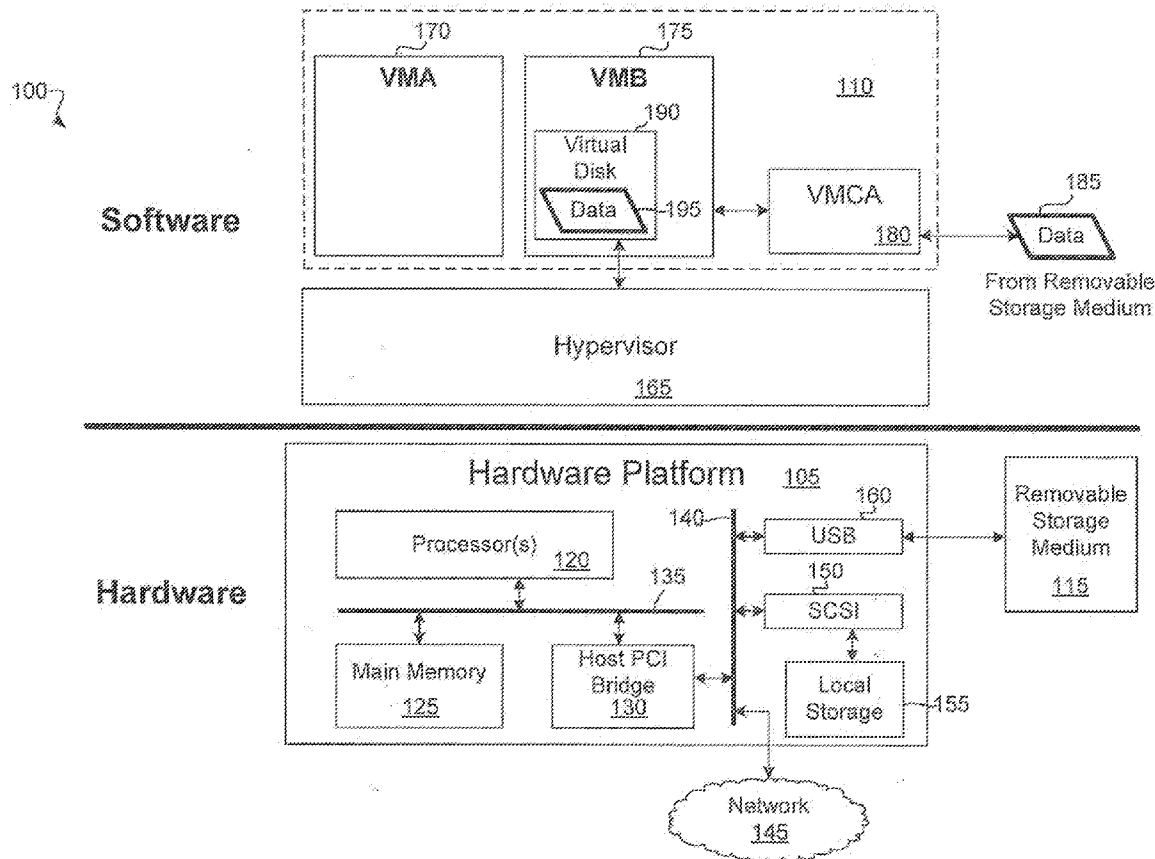 170
175
VMA
VMB
110
100
190
Virtual
Disk
Data
195
VMCA
180
185
Data
Software
From Removable
Storage Medium
Hypervisor
165
Hardware Platform
105
160
140
USB
Removable
Storage
Medium
115
Processor(s)
120
135
150
SCSI
Hardware
Main Memory
125
Host PCI
Bridge
130
Local
Storage
155
Network
145